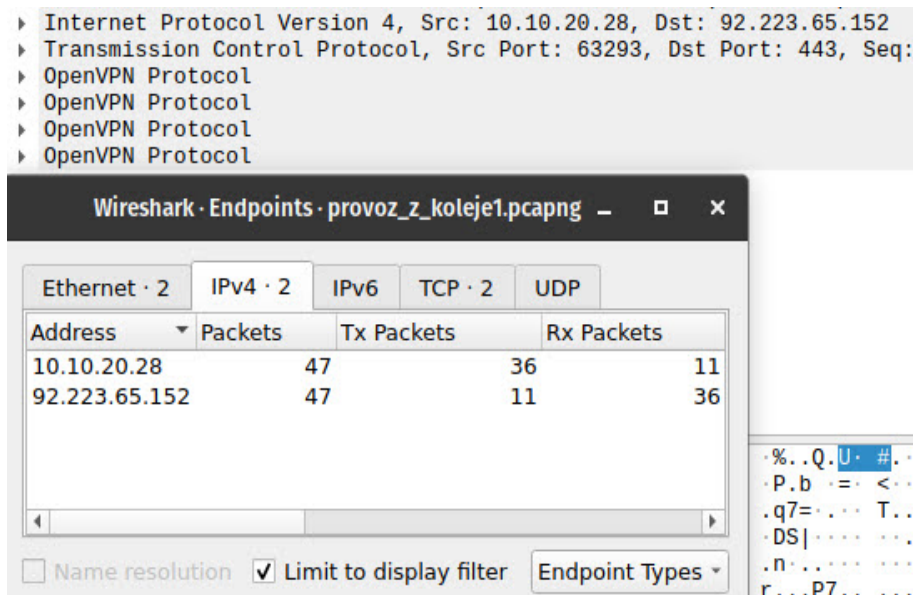 Internet Protocol Version 4, Src: 10.10.20.28, Dst: 92.223.65.152
Transmission Control Protocol, Src Port: 63293, Dst Port: 443, Seq:
OpenVPN Protocol
OpenVPN Protocol
OpenVPN Protocol
OpenVPN Protocol
Wireshark · Endpoints · provoz_z_koleje1.pcapng
Ethernet · 2 IPv4 · 2 IPv6 TCP · 2 UDP
Address Packets Tx Packets Rx Packets
10.10.20.28 47 36 11
92.223.65.152 47 11 36
·%..Q.U· #.·
·P.b ·=· <··
.q7=·.·· T..
·DS|···· ··.
Name resolution Limit to display filter Endpoint Types